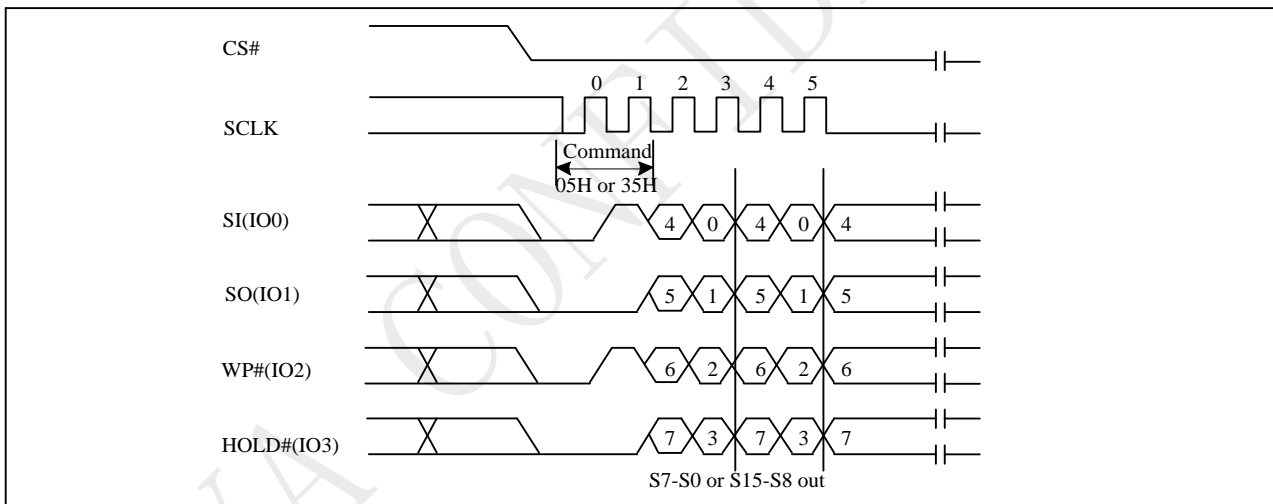 CS#
0 1 2 3 4 5
SCLK
Command
05H or 35H
SI(IO0)
4 0 4 0 4
SO(IO1)
5 1 5 1 5
WP#(IO2)
6 2 6 2 6
HOLD#(IO3)
7 3 7 3 7
S7-S0 or S15-S8 out